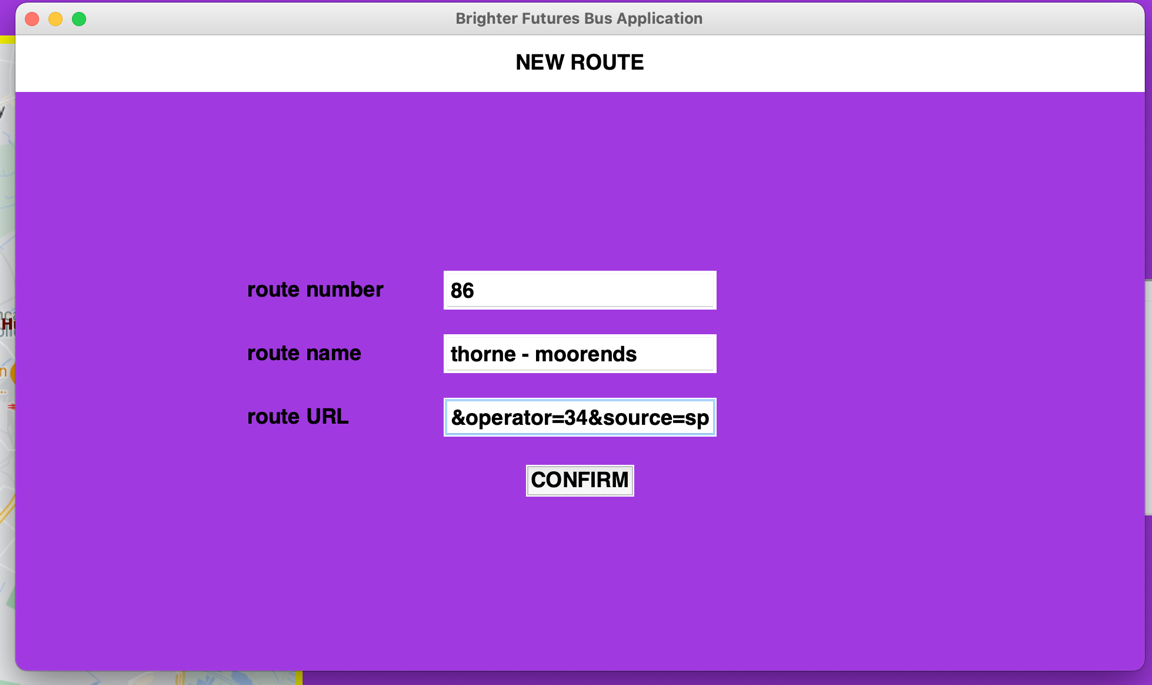 Brighter Futures Bus Application
NEW ROUTE
route number
86
route name
thorne - moorends
route URL
&operator=34&source=sp
CONFIRM